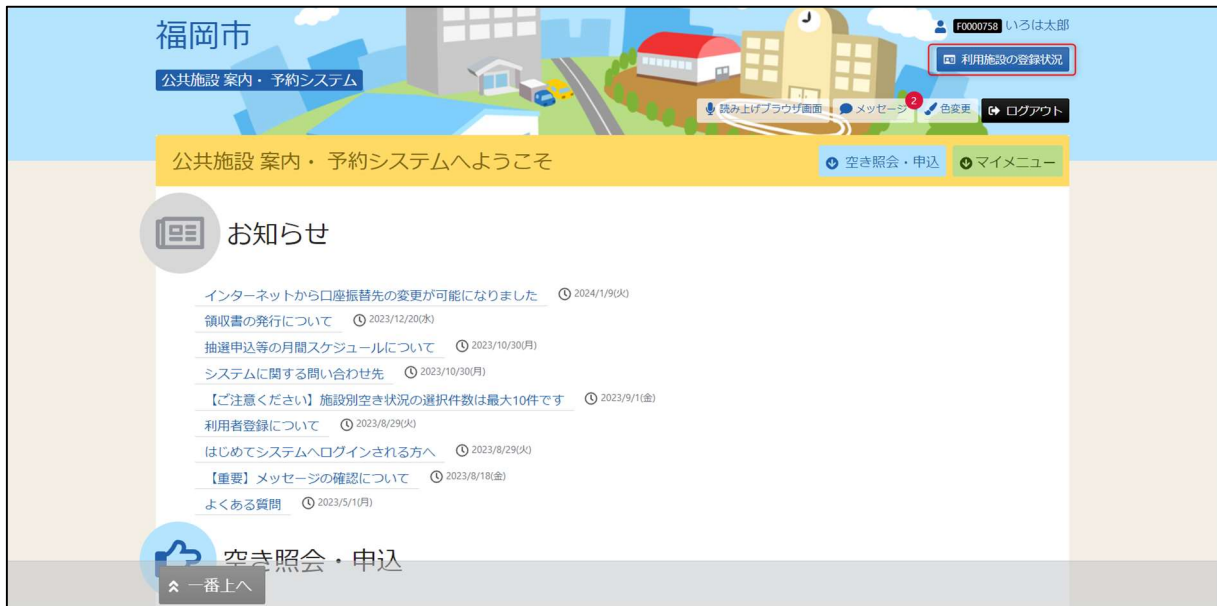 福岡市
公共施設 案内・ 予約システム
F0000758 いろは太郎
利用施設の登録状況
読み上げブラウザ画面 メッセージ 2 色変更 ログアウト
公共施設 案内・ 予約システムへようこそ 空き照会・申込 マイメニュー
お知らせ
インターネットから口座振替先の変更が可能になりました 2024/1/9(火)
領収書の発行について 2023/12/20(水)
抽選申込等の月間スケジュールについて 2023/10/30(月)
システムに関する問い合わせ先 2023/10/30(月)
【ご注意ください】施設別空き状況の選択件数は最大10件です 2023/9/1(金)
利用者登録について 2023/8/29(火)
はじめてシステムへログインされる方へ 2023/8/29(火)
【重要】メッセージの確認について 2023/8/18(金)
よくある質問 2023/5/1(月)
空き照会・申込
一番上へ